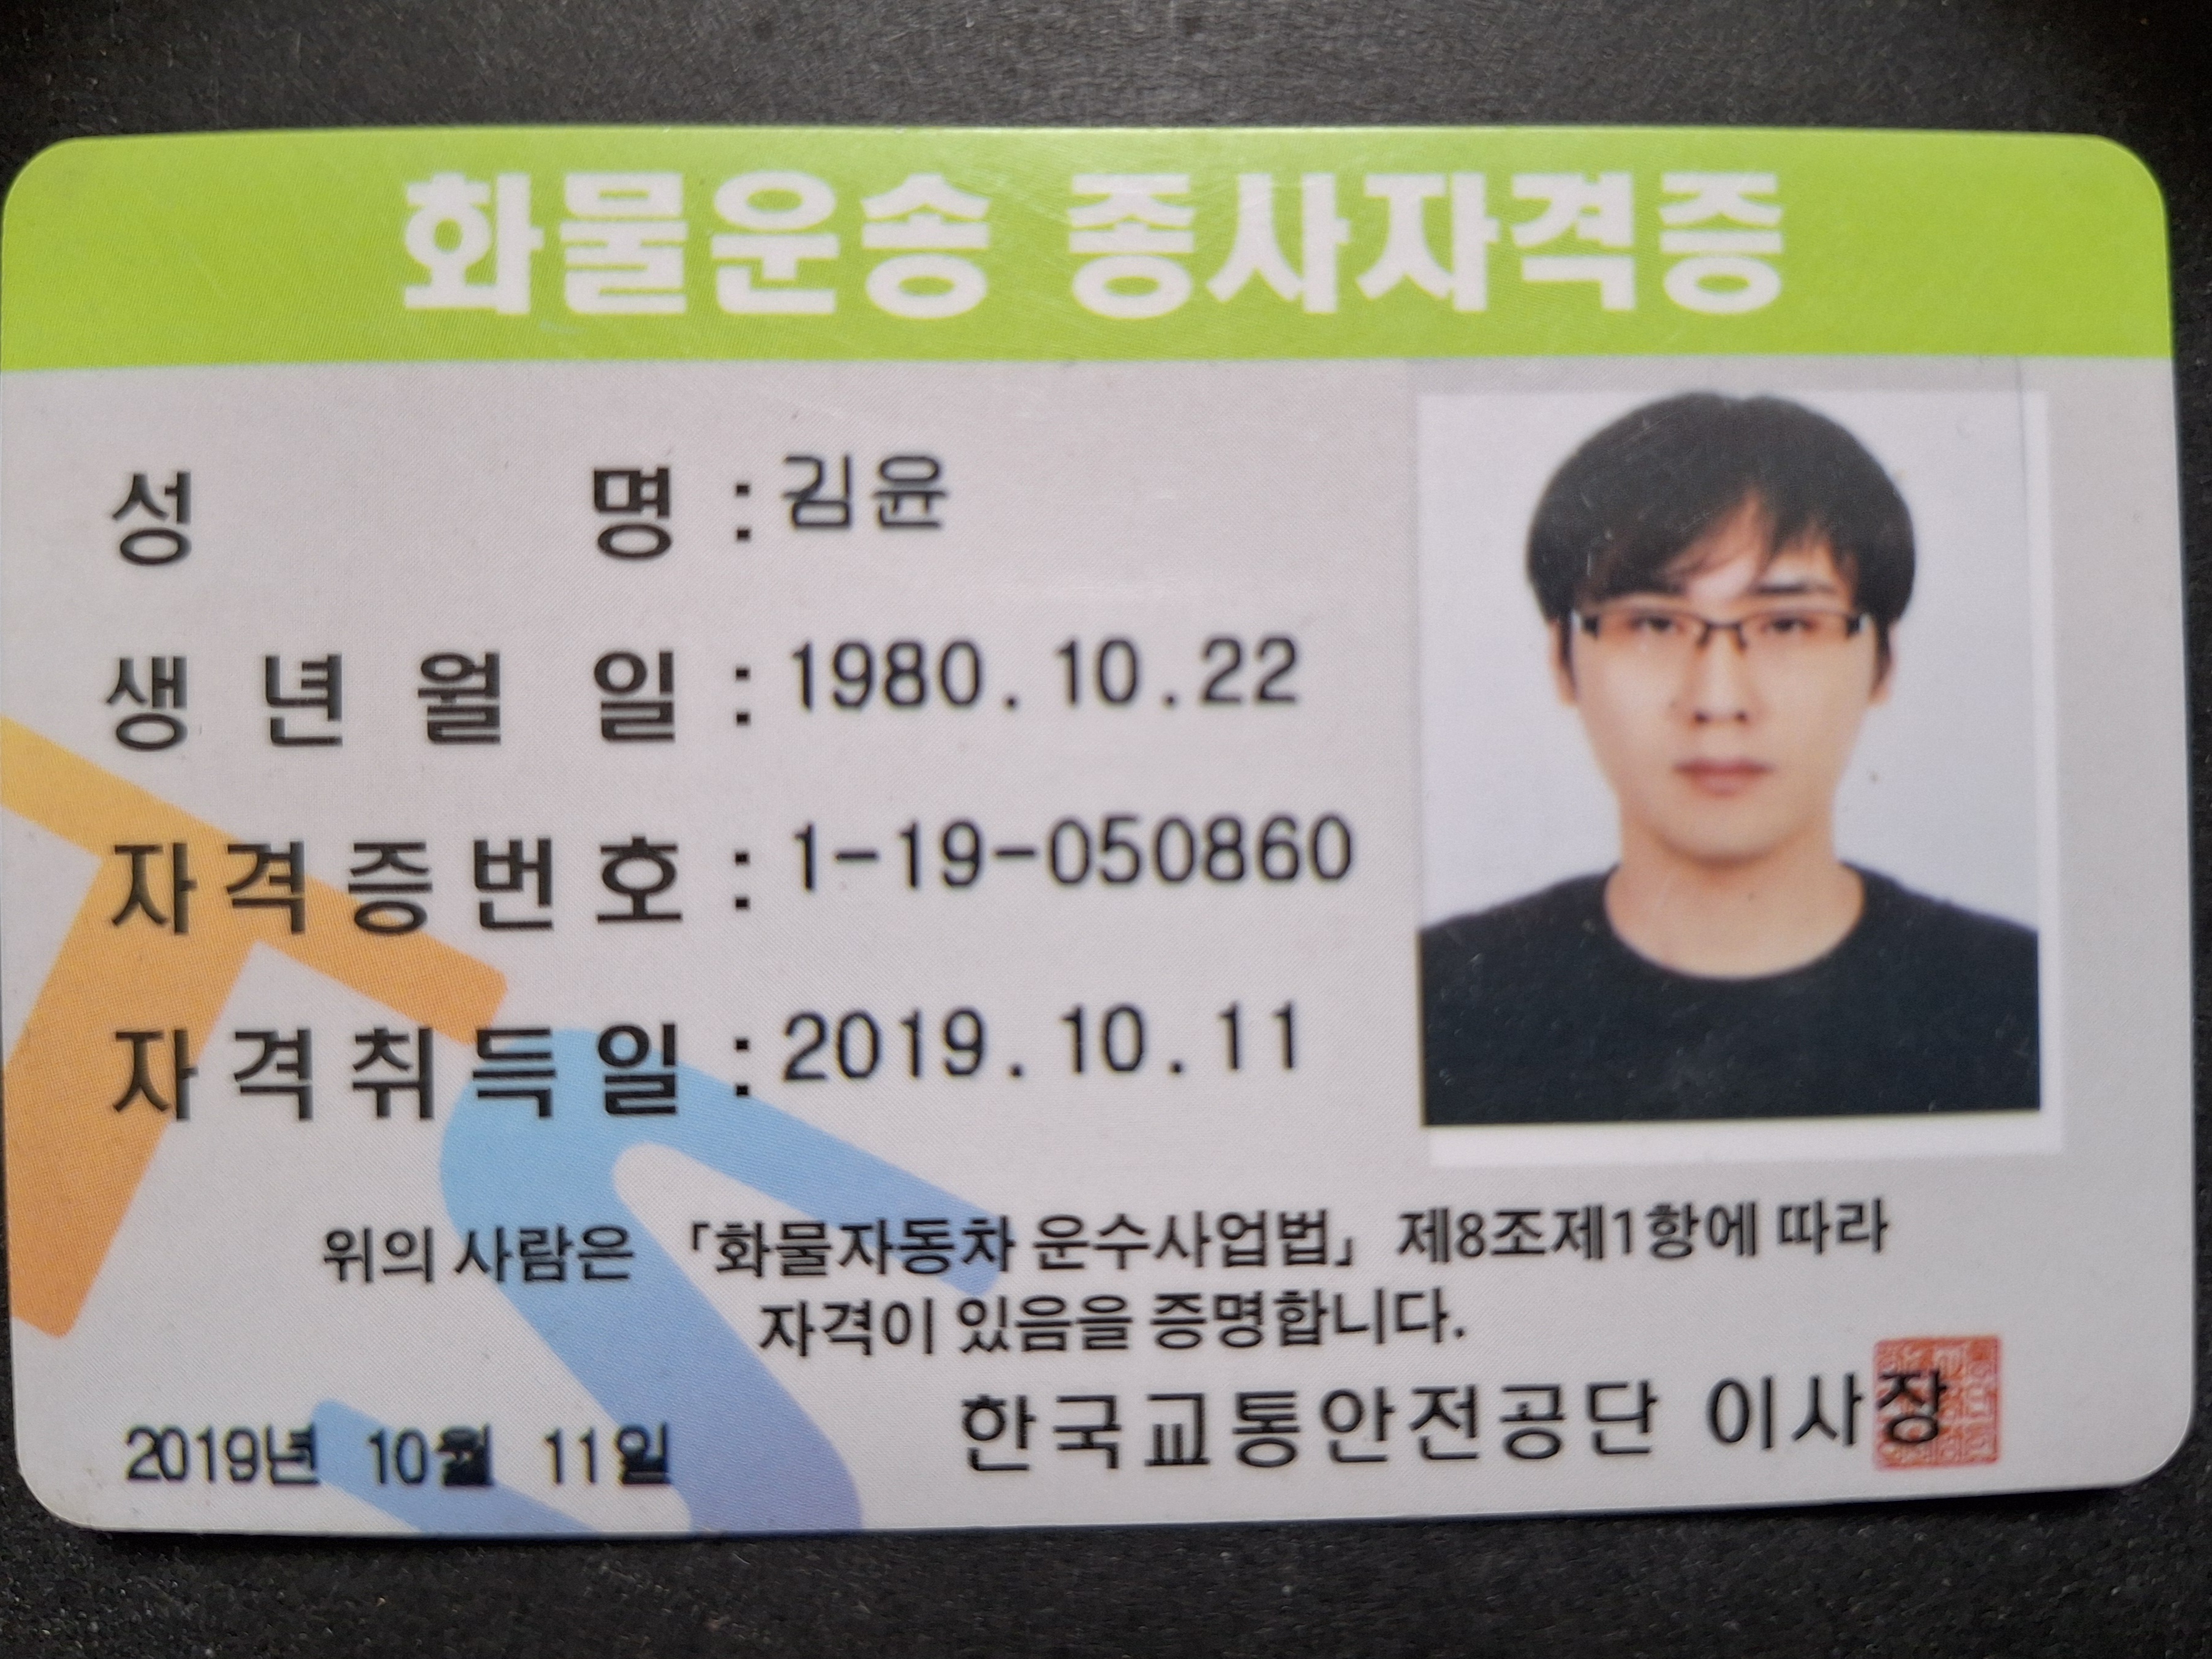 화물운송 종사자격증
성 명 : 김윤
생년월일 : 1980.10.22
자격증번호 : 1-19-050860
자격취득일 : 2019.10.11
위의 사람은 「화물자동차 운수사업법」 제8조제1항에 따라
자격이 있음을 증명합니다.
2019년 10월 11일
한국교통안전공단 이사장